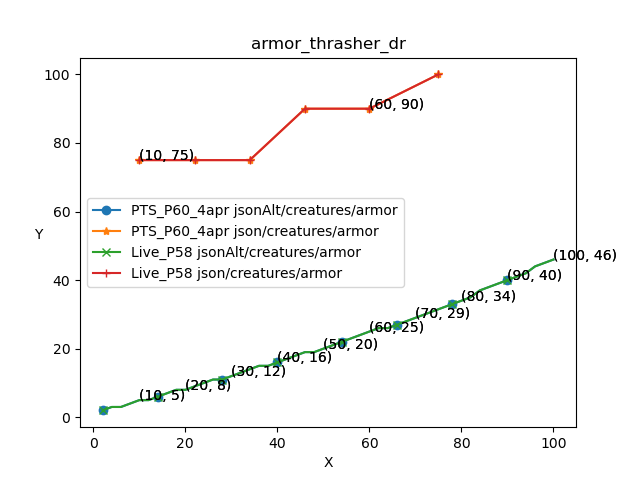 armor_thrasher_dr
100
(60, 90)
80
(10, 75)
60
PTS_P60_4apr jsonAlt/creatures/armor
PTS_P60_4apr json/creatures/armor
Y
Live_P58 jsonAlt/creatures/armor
Live_P58 json/creatures/armor
(100, 46)
40
(90, 40)
(80, 34)
(70, 29)
(60, 25)
(50, 20)
20
(40, 16)
(30, 12)
(20, 8)
(10, 5)
0
0 20 40 60 80 100
X